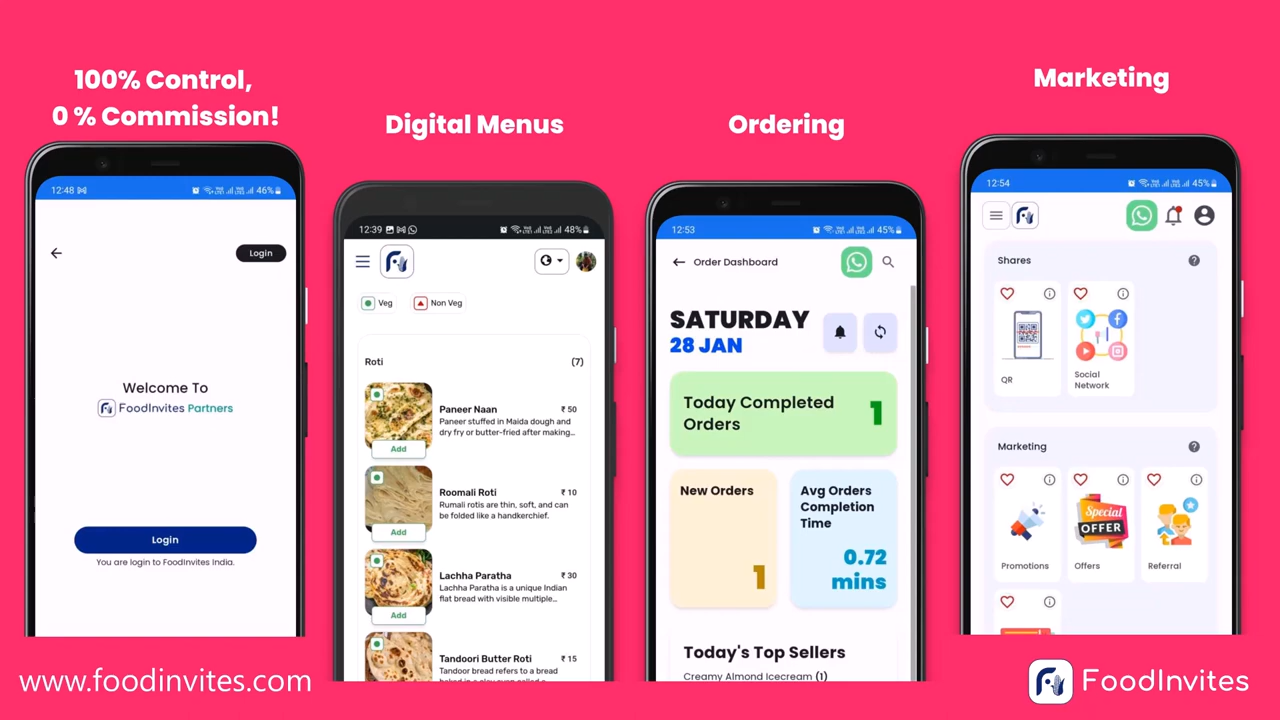 100% Control,
0 % Commission!
12:48
46%
Login
Welcome To
FoodInvites Partners
Login
You are login to FoodInvites India.
Digital Menus
12:39
48%
Veg
Non Veg
Roti
(7)
Paneer Naan
₹ 50
Paneer stuffed in Maida dough and
dry fry or butter-fried after making...
Add
Roomali Roti
₹ 10
Rumali rotis are thin, soft, and can
be folded like a handkerchief.
Add
Lachha Paratha
₹ 30
Lachha Paratha is a unique Indian
flat bread with visible multiple...
Add
Tandoori Butter Roti
₹ 15
Tandoor bread refers to a bread
Ordering
12:53
45%
Order Dashboard
SATURDAY
28 JAN
Today Completed
Orders
1
New Orders
1
Avg Orders
Completion
Time
0.72
mins
Today's Top Sellers
Creamy Almond Icecream (1)
Marketing
12:54
45%
Shares
QR
Social
Network
Marketing
Promotions
Special
OFFER
Offers
Referral
www.foodinvites.com
FoodInvites